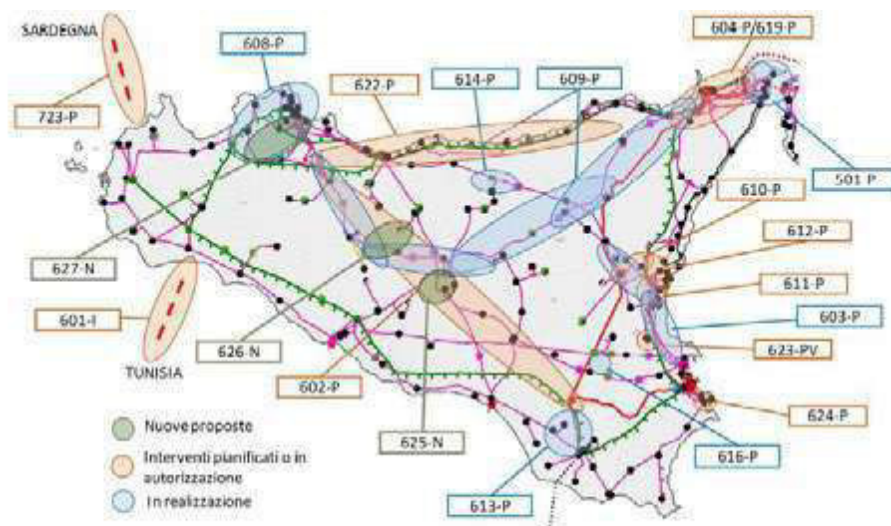 SARDEGNA
608-P
604-P/619-P
622-P
614-P
609-P
723-P
501-P
610-P
612-P
627-N
611-P
601-I
603-P
626-N
623-PV
TUNISIA
602-P
624-P
Nuove proposte
625-N
Interventi pianificati o in
autorizzazione
616-P
In realizzazione
613-P